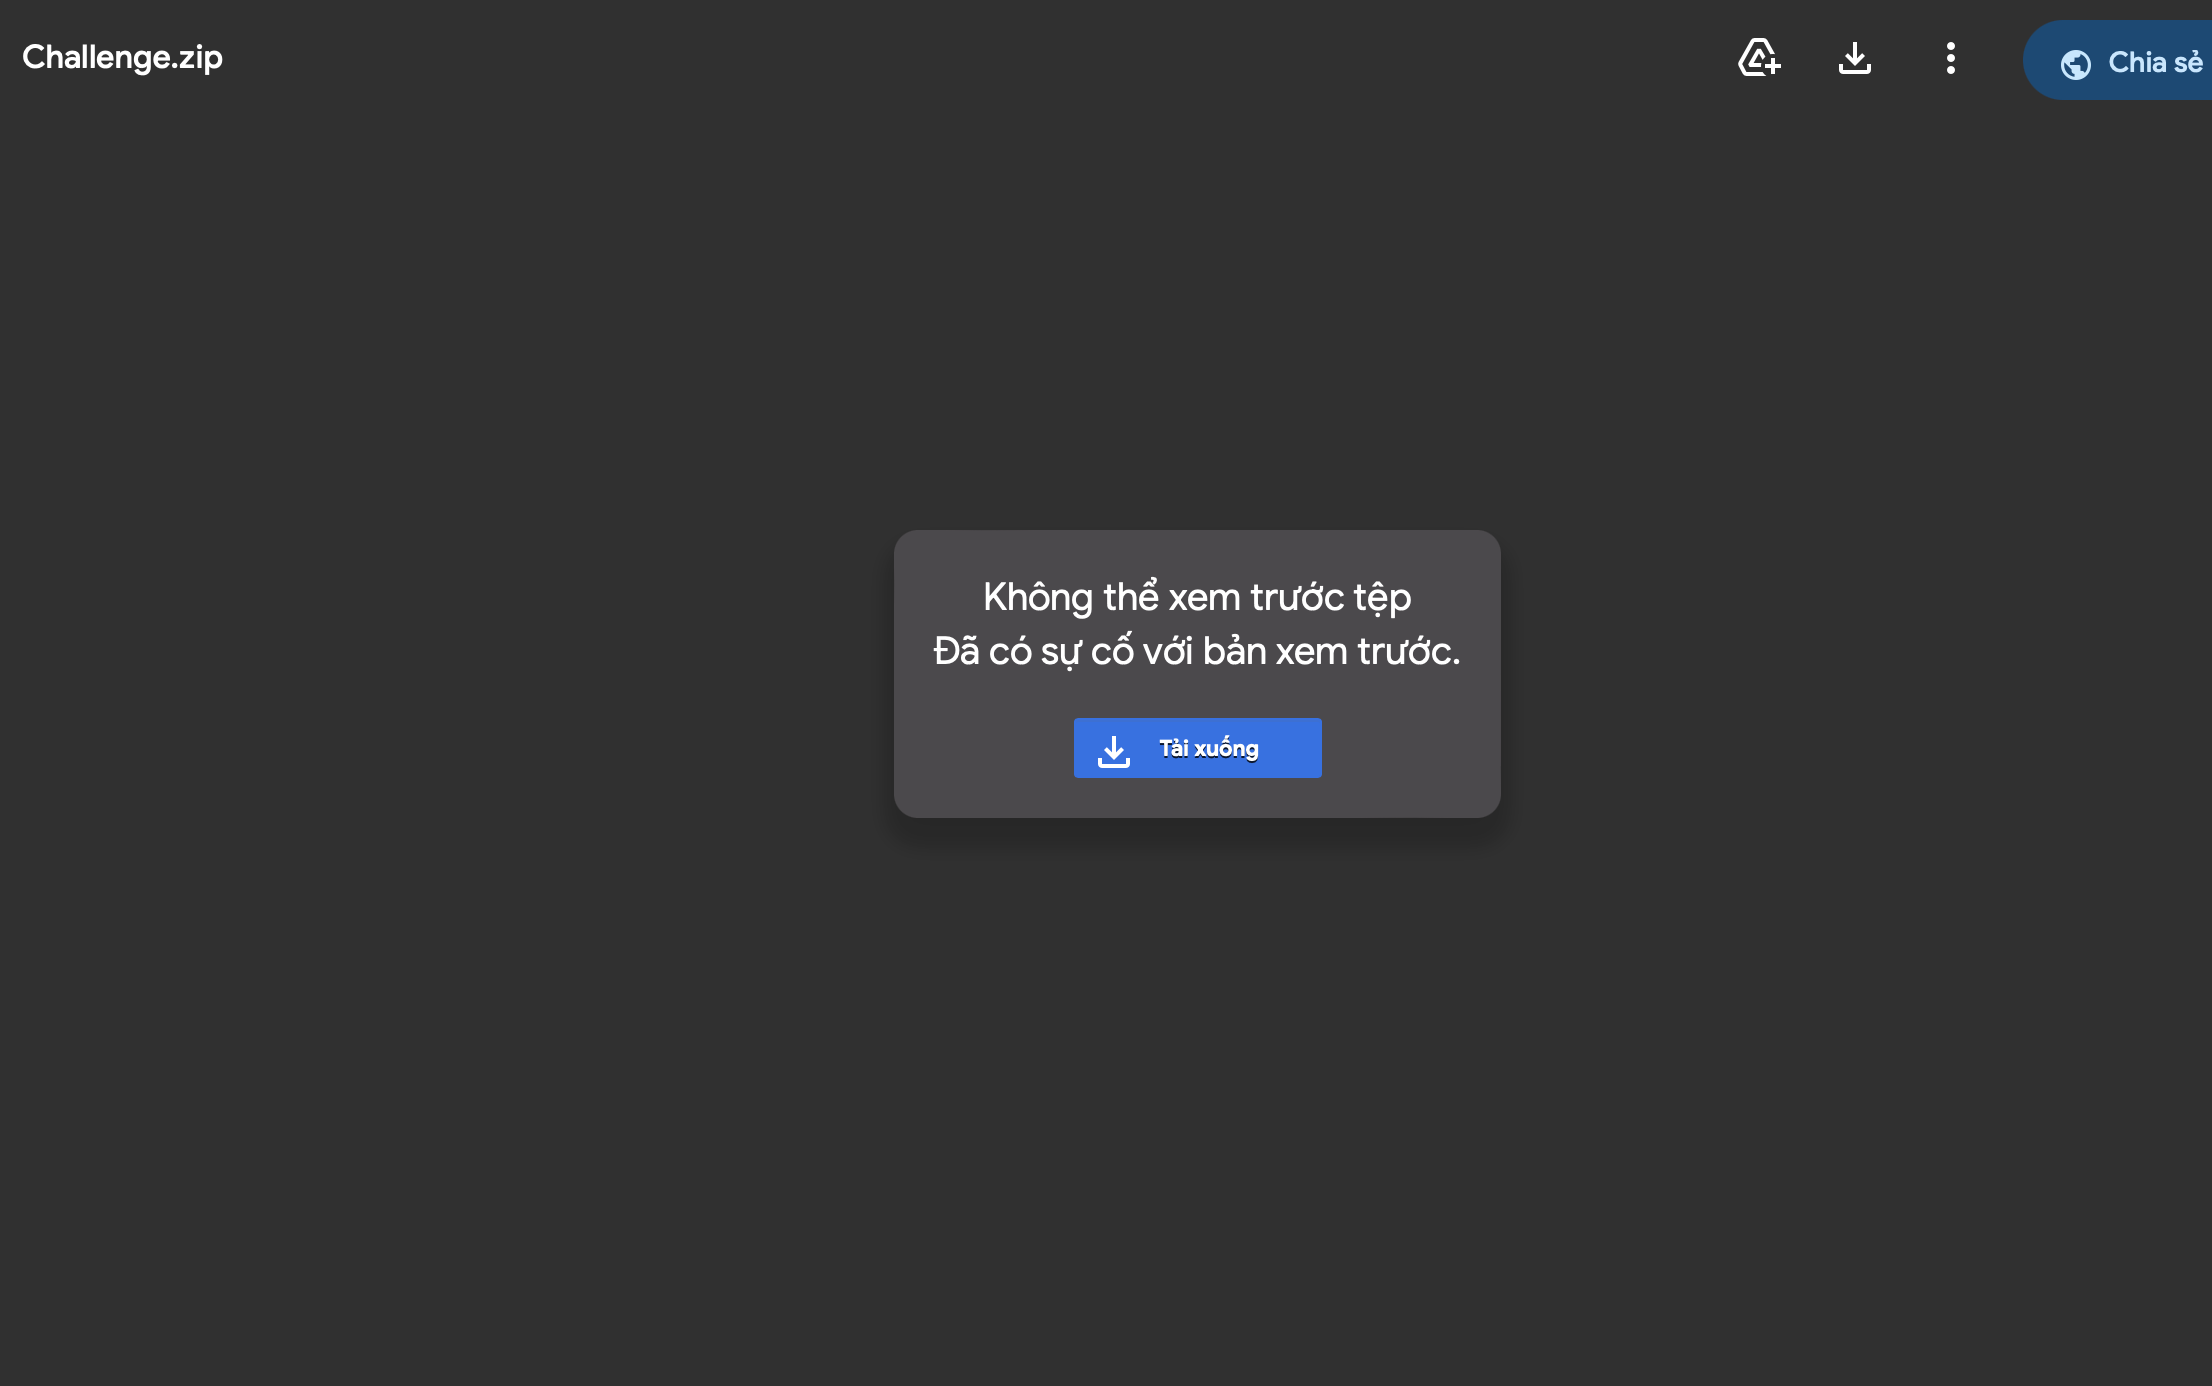 Challenge.zip
Chia sẻ
Không thể xem trước tệp
Đã có sự cố với bản xem trước.
Tải xuống